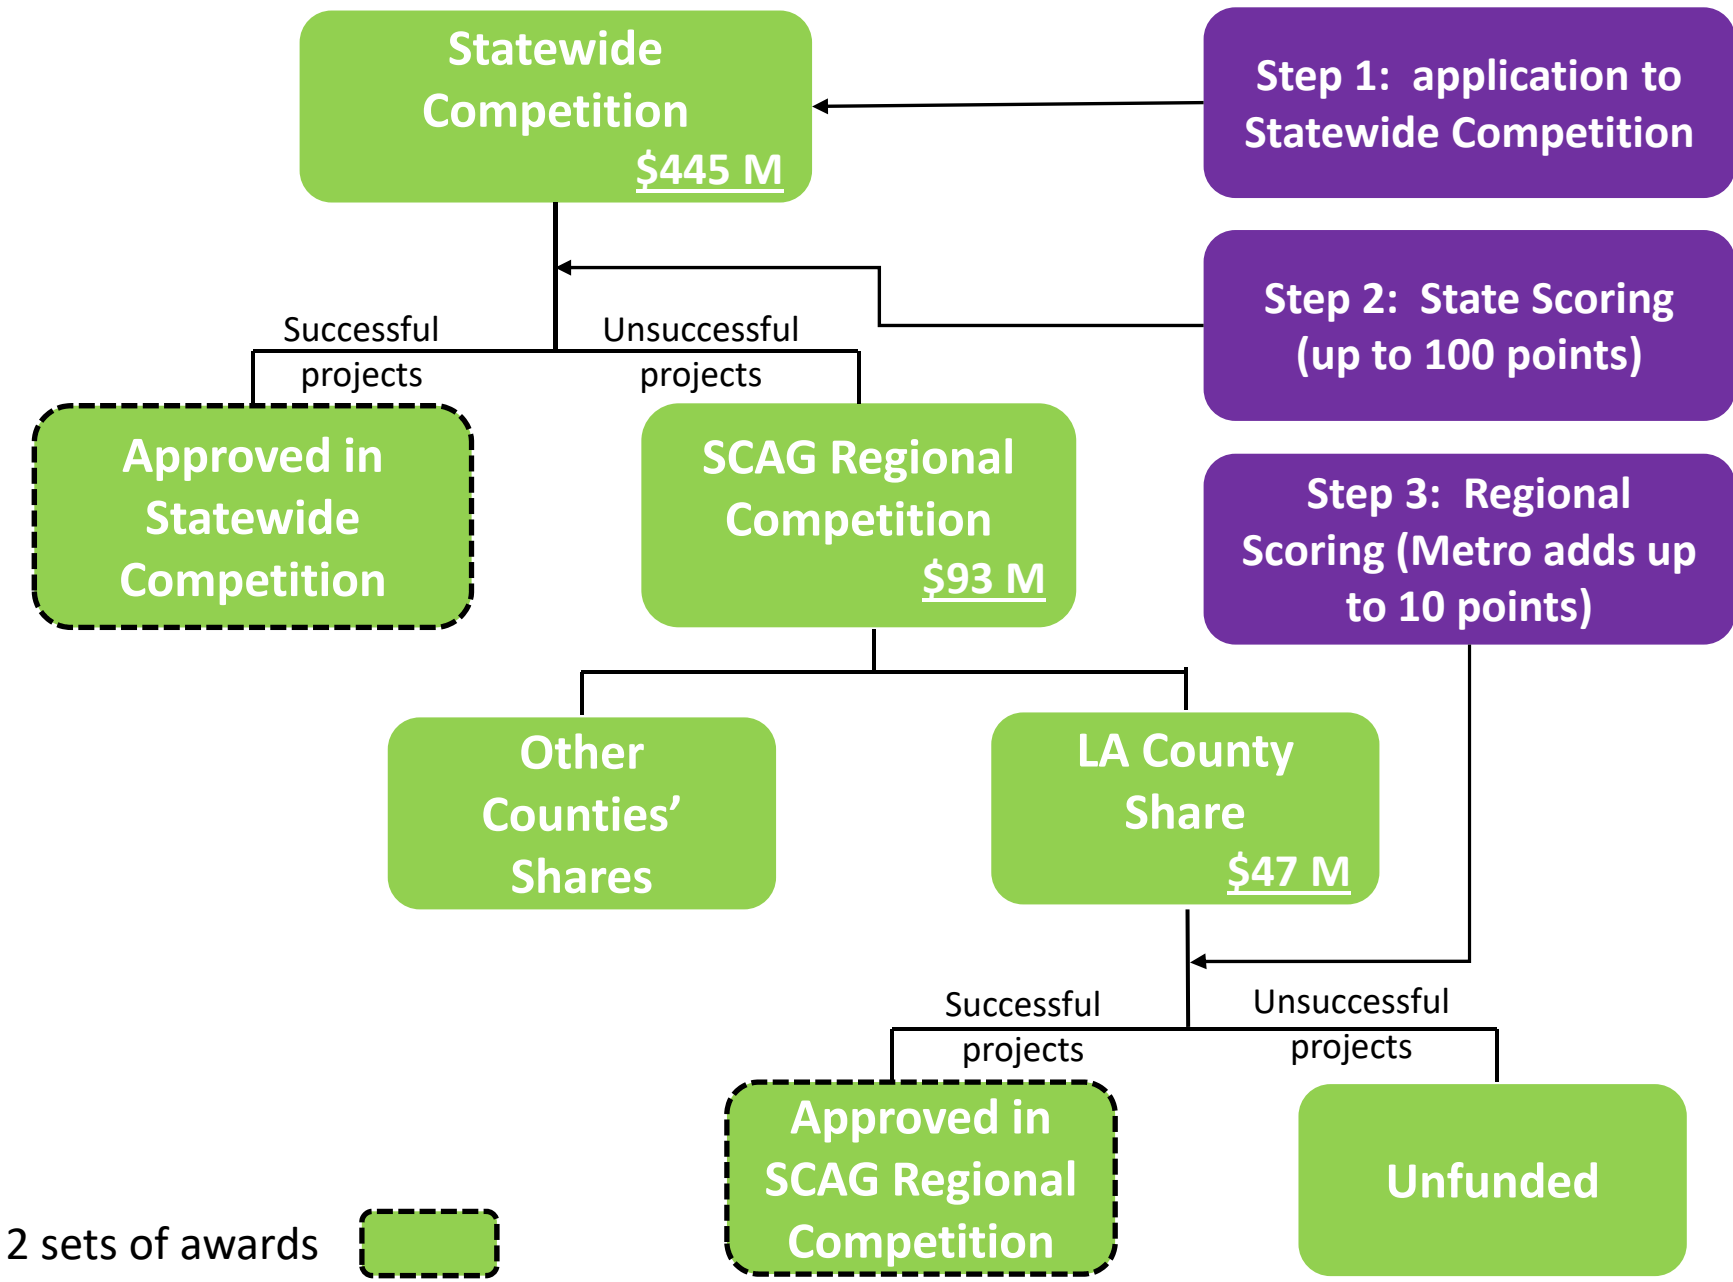 Statewide
Competition
$445 M
Step 1:  application to
Statewide Competition
Step 2:  State Scoring
(up to 100 points)
Successful
projects
Unsuccessful
projects
Approved in
Statewide
Competition
SCAG Regional
Competition
$93 M
Step 3:  Regional
Scoring (Metro adds up
to 10 points)
Other
Counties’
Shares
LA County
Share
$47 M
Successful
projects
Unsuccessful
projects
Approved in
SCAG Regional
Competition
Unfunded
2 sets of awards